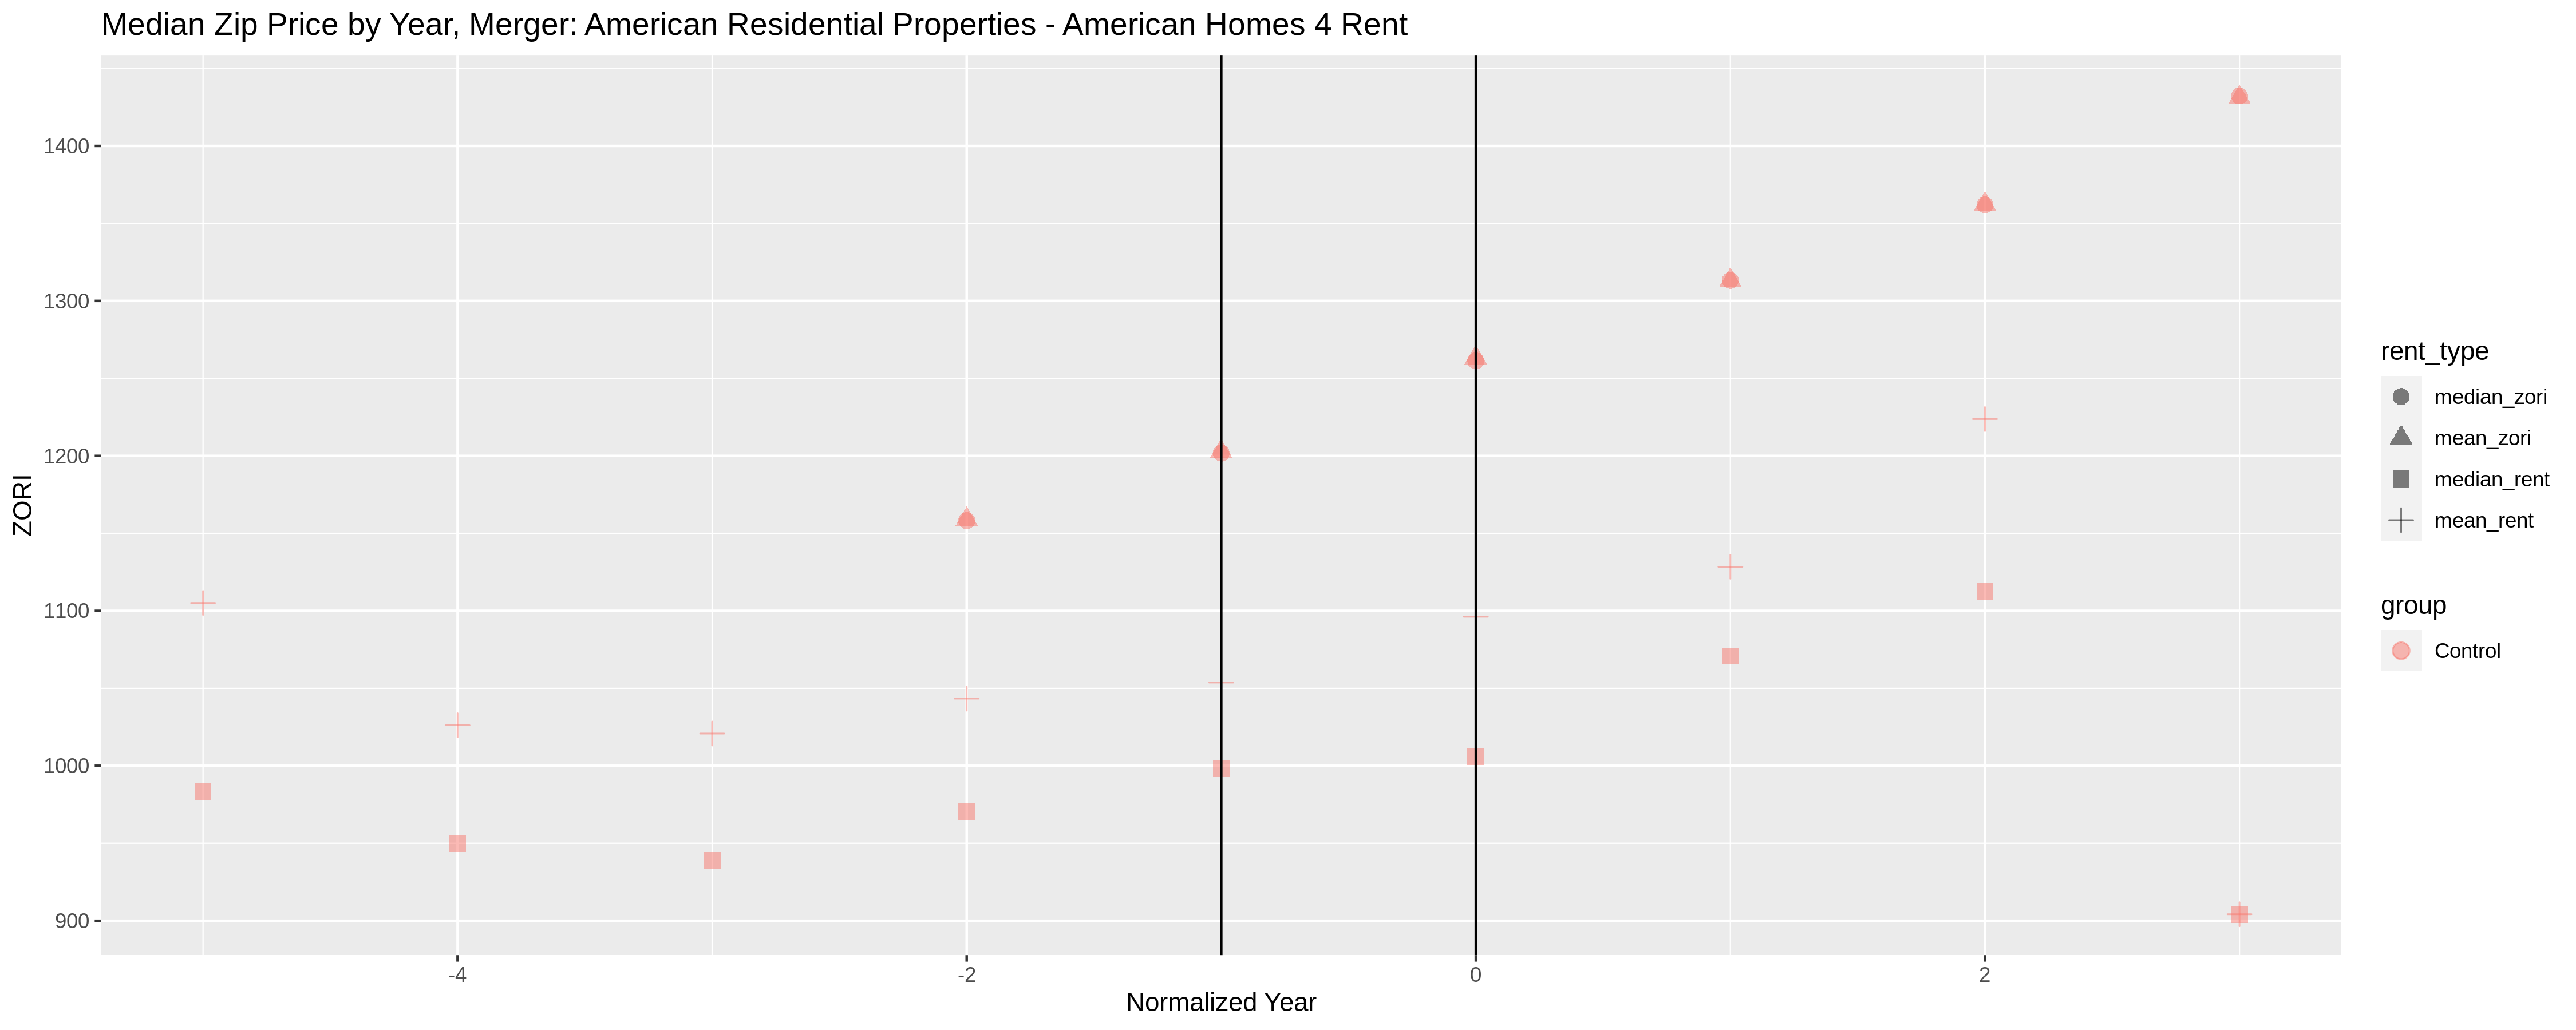 Median Zip Price by Year, Merger: American Residential Properties - American Homes 4 Rent
ZORI
1400
1300
1200
1100
1000
900
-4
-2
0
2
Normalized Year
rent_type
median_zori
mean_zori
median_rent
mean_rent
group
Control